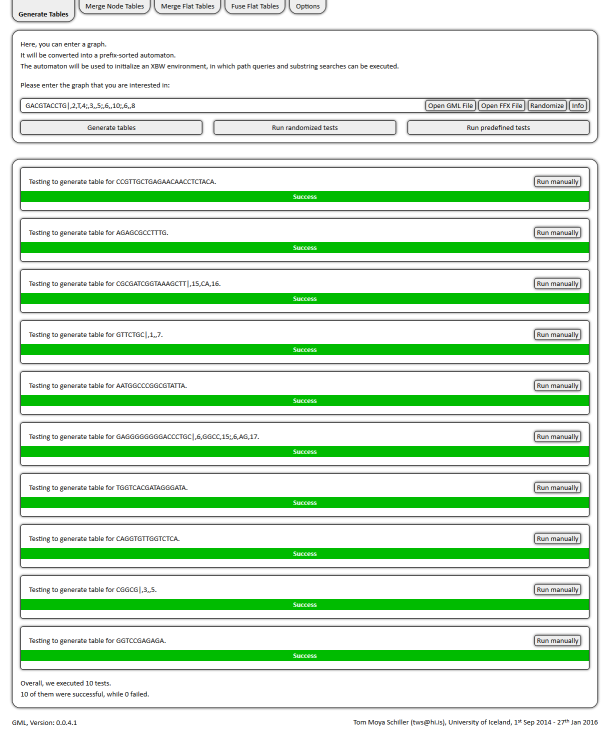 Generate Tables
Merge Node Tables
Merge Flat Tables
Fuse Flat Tables
Options
Here, you can enter a graph.
It will be converted into a prefix-sorted automaton.
The automaton will be used to initialize an XBW environment, in which path queries and substring searches can be executed.
Please enter the graph that you are interested in:
GACGTACCTG|,2,T,4;,3,,5;,6,,10;,6,,8
Open GML File
Open FFX File
Randomize
Info
Generate tables
Run randomized tests
Run predefined tests
Testing to generate table for CCGTTGCTGAGAACAACCTCTACA.
Run manually
Success
Testing to generate table for AGAGCGCCTTTG.
Run manually
Success
Testing to generate table for CGCGATCGGTAAAGCTT|,15,CA,16.
Run manually
Success
Testing to generate table for GTTCTGC|,1,,7.
Run manually
Success
Testing to generate table for AATGGCCCGGCGTATTA.
Run manually
Success
Testing to generate table for GAGGGGGGGGACCCTGC|,6,GGCC,15;,6,AG,17.
Run manually
Success
Testing to generate table for TGGTCACGATAGGGATA.
Run manually
Success
Testing to generate table for CAGGTGTTGGTCTCA.
Run manually
Success
Testing to generate table for CGGCG|,3,,5.
Run manually
Success
Testing to generate table for GGTCCGAGAGA.
Run manually
Success
Overall, we executed 10 tests.
10 of them were successful, while 0 failed.
GML, Version: 0.0.4.1
Tom Moya Schiller (tws@hi.is), University of Iceland, 1st Sep 2014 - 27th Jan 2016